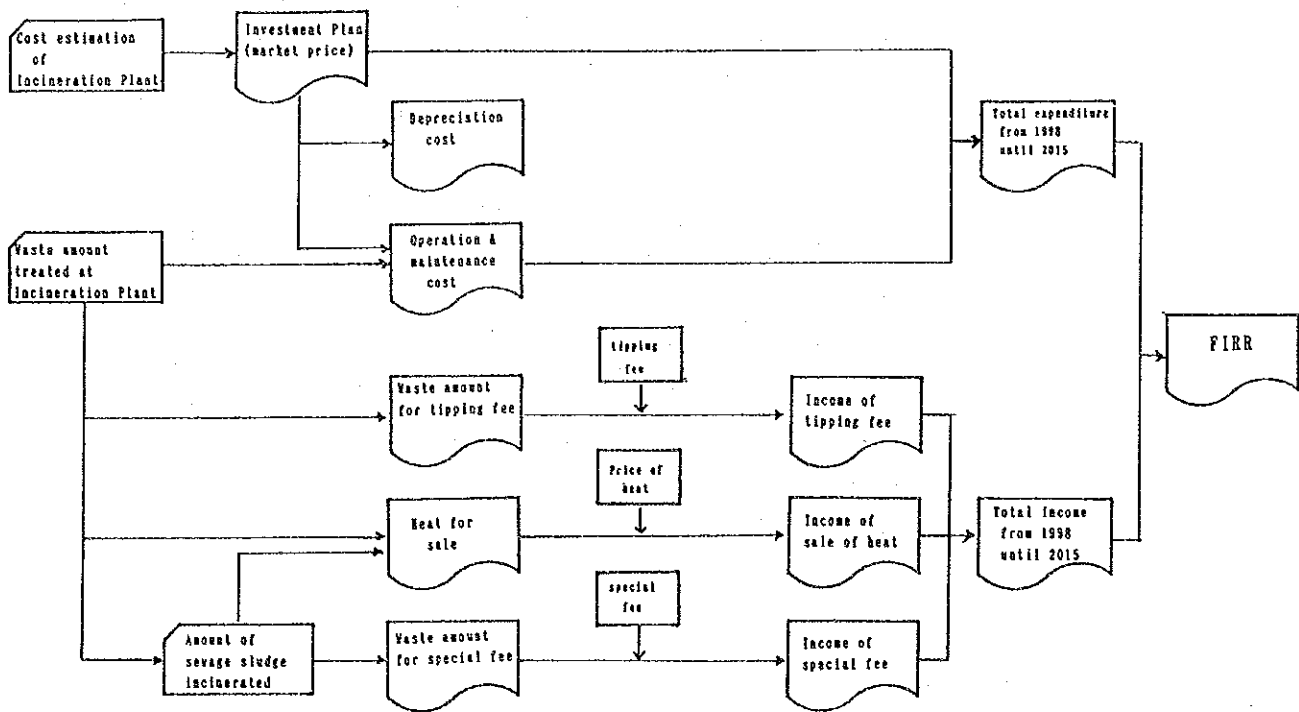 Cost estimation
of
Incineration Plant
Investment Plan
(market price)
Depreciation
cost
Total expenditure
from 1998
until 2015
Waste amount
treated at
Incineration Plant
Operation &
maintenance
cost
FIRR
tipping
fee
Waste amount
for tipping fee
Income of
tipping fee
Price of
heat
Heat for
sale
Income of
sale of heat
Total Income
from 1998
until 2015
special
fee
Amount of
sewage sludge
incinerated
Waste amount
for special fee
Income of
special fee